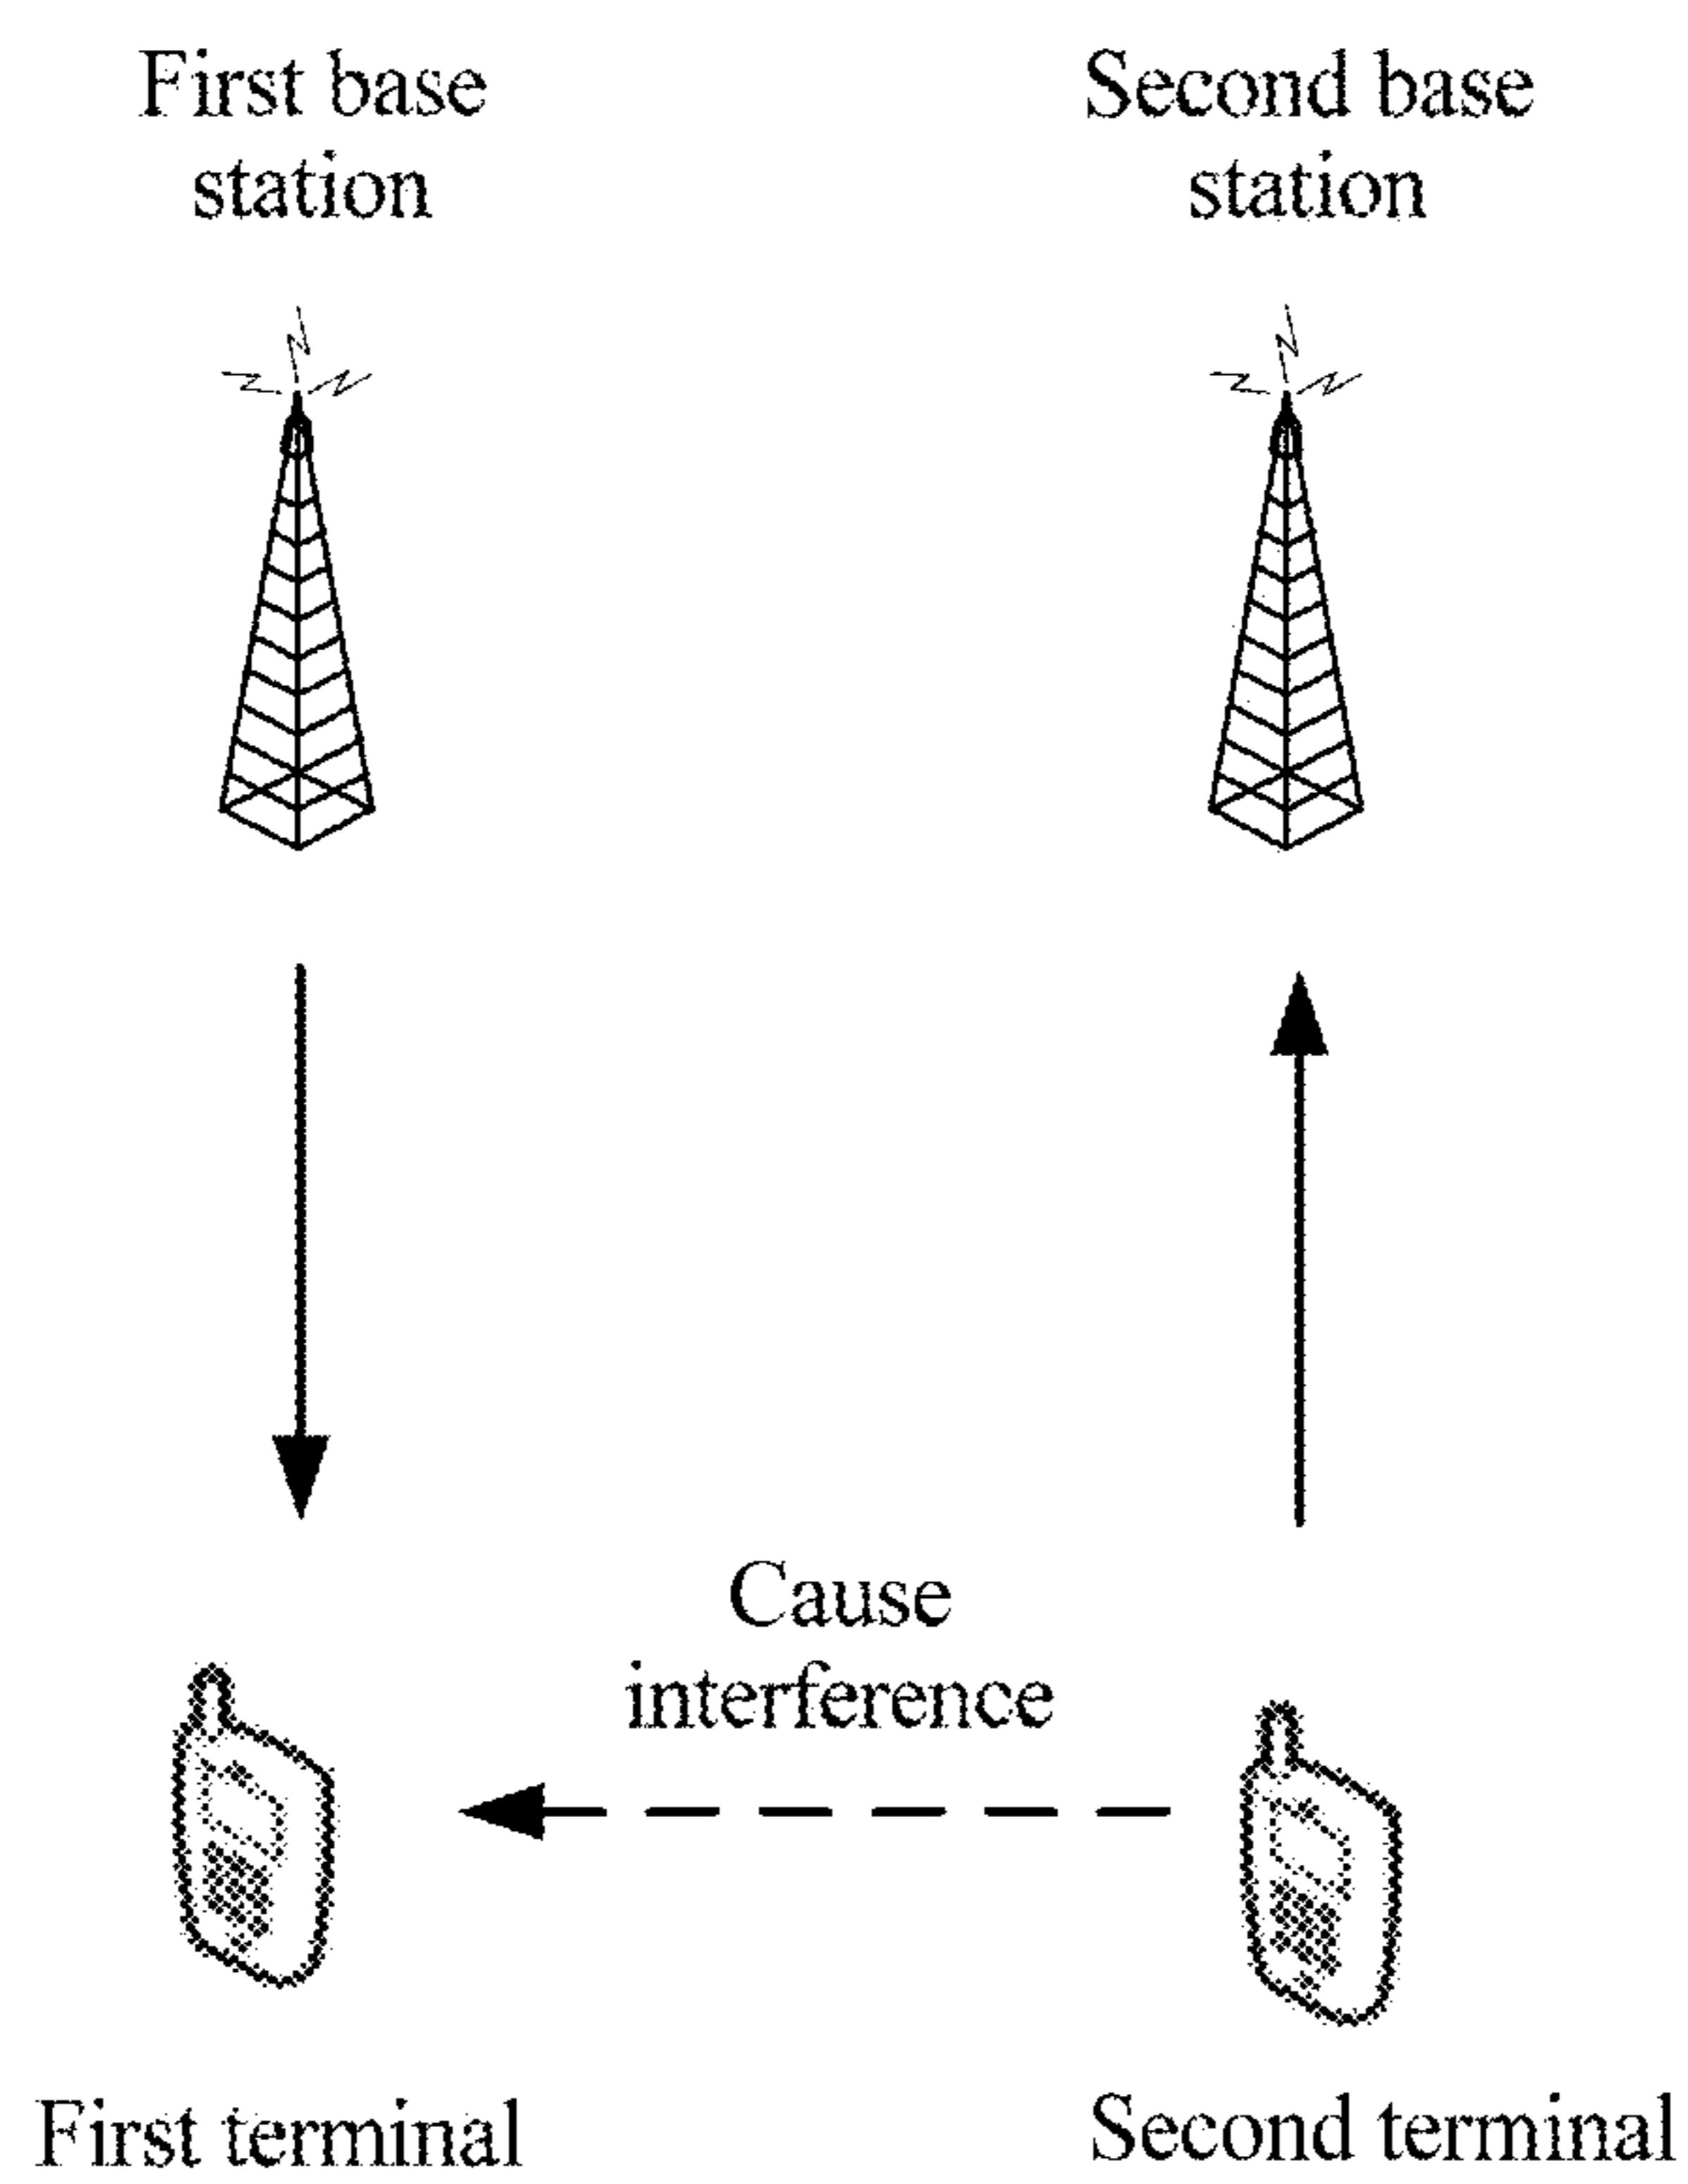 First base
station
Second base
station
Cause
interference
First terminal
Second terminal